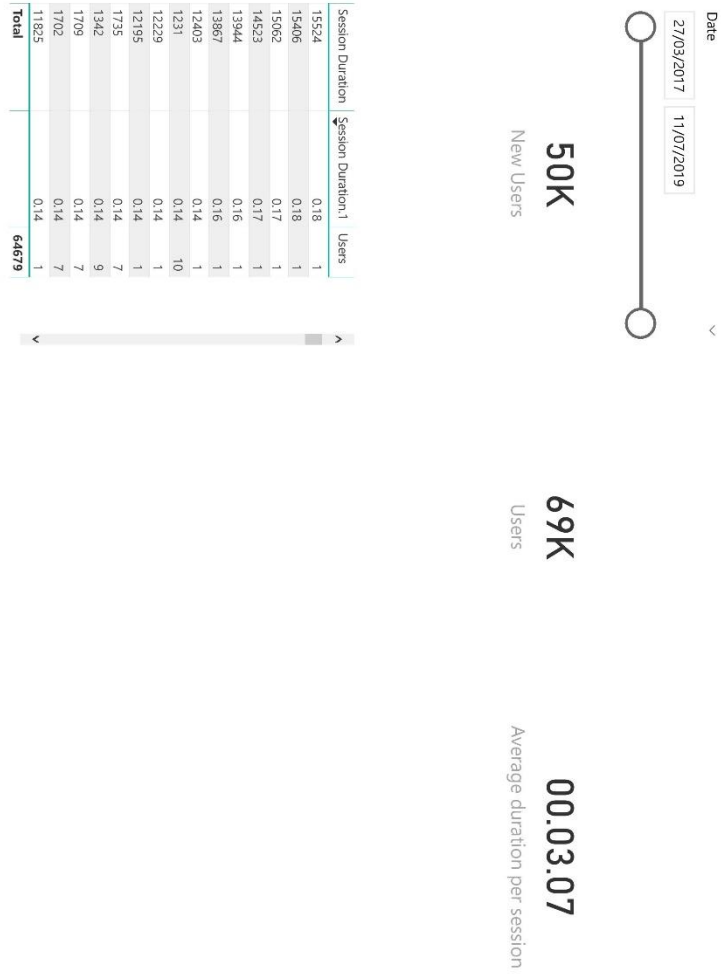 Date
27/03/2017 11/07/2019
50K
New Users
69K
Users
00.03.07
Average duration per session
Session Duration Session Duration.1 Users
15524 0.18 1
15406 0.18 1
15062 0.17 1
14523 0.17 1
13944 0.16 1
13867 0.16 1
12403 0.14 1
1231 0.14 10
12229 0.14 1
12195 0.14 1
1735 0.14 7
1342 0.14 9
1709 0.14 7
1702 0.14 7
11825 0.14 1
Total 64679